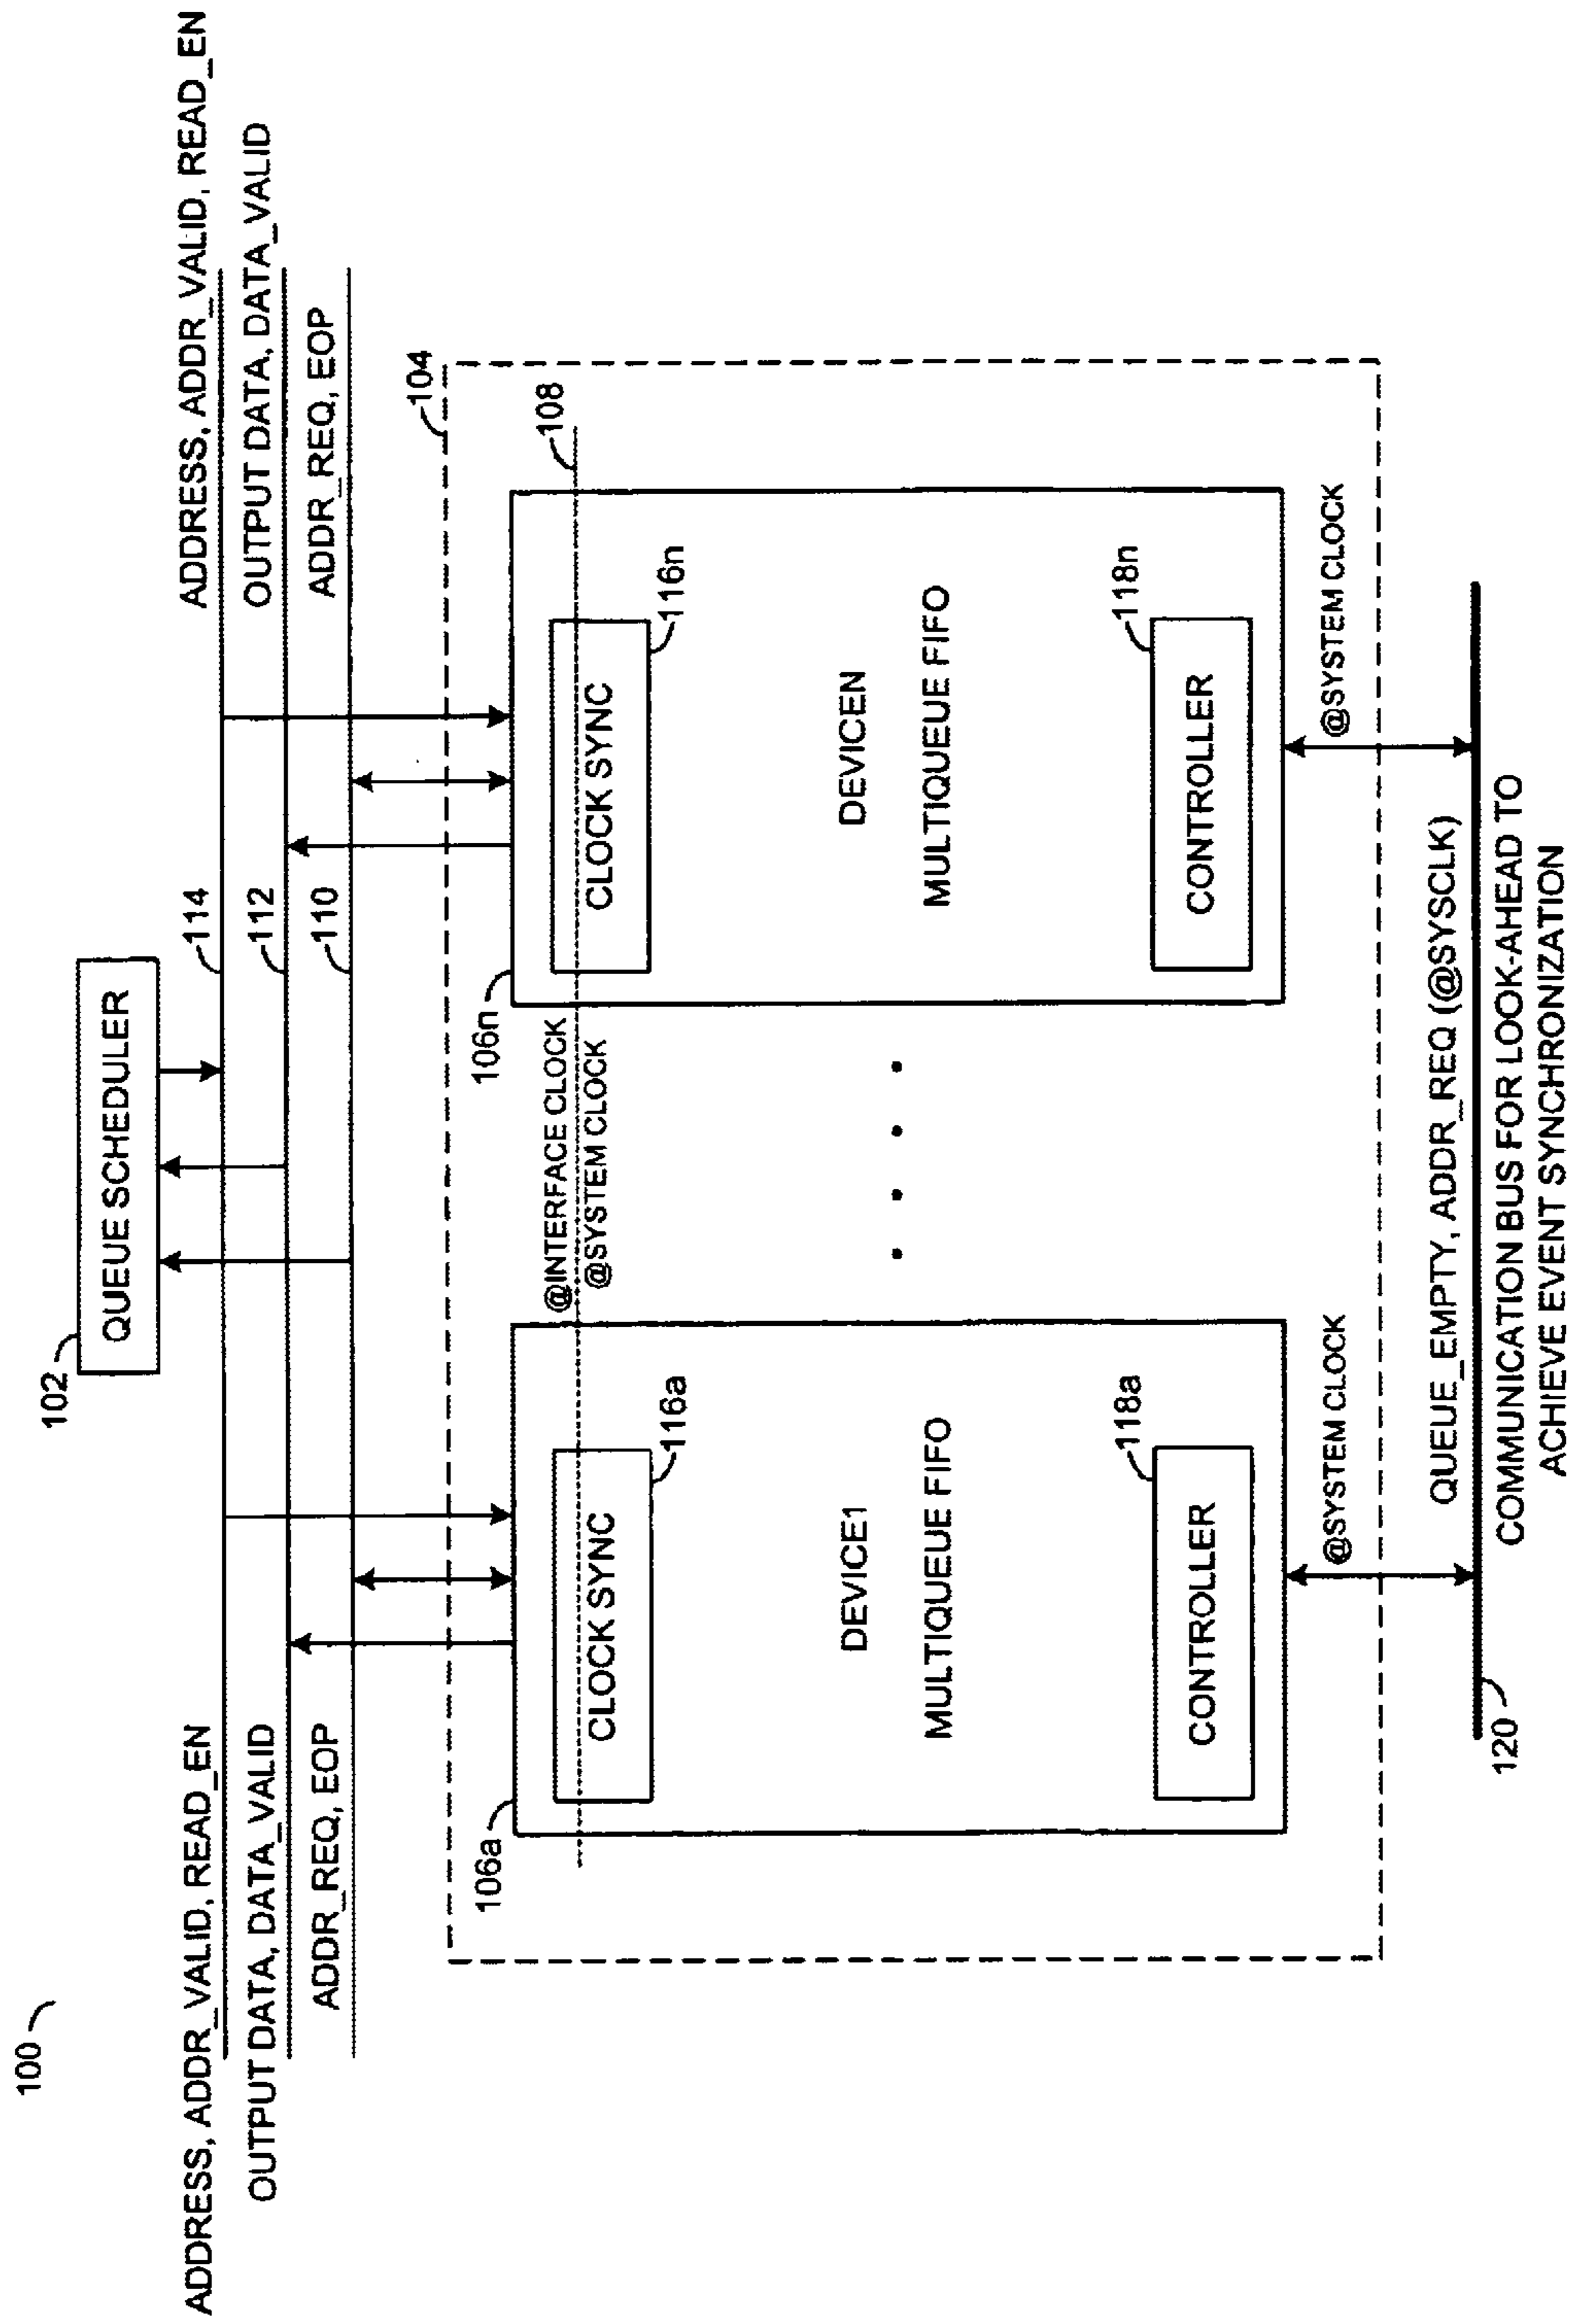 100
102
QUEUE SCHEDULER
ADDRESS, ADDR_VALID, READ_EN
114
ADDRESS, ADDR_VALID, READ_EN
OUTPUT DATA, DATA_VALID
112
OUTPUT DATA, DATA_VALID
ADDR_REQ, EOP
110
ADDR_REQ, EOP
104
106a
106n
@INTERFACE CLOCK
@SYSTEM CLOCK
108
CLOCK SYNC
116a
CLOCK SYNC
116n
DEVICE1
MULTIQUEUE FIFO
DEVICEN
MULTIQUEUE FIFO
CONTROLLER
118a
CONTROLLER
118n
@SYSTEM CLOCK
@SYSTEM CLOCK
QUEUE_EMPTY, ADDR_REQ (@SYSCLK)
120
COMMUNICATION BUS FOR LOOK-AHEAD TO
ACHIEVE EVENT SYNCHRONIZATION